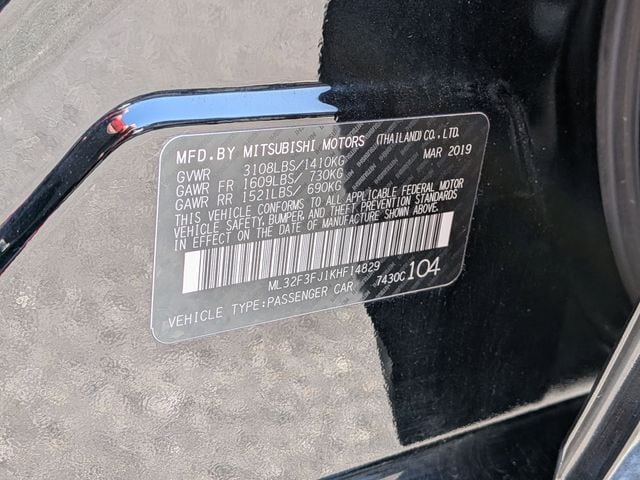 MFD. BY MITSUBISHI MOTORS (THAILAND) CO., LTD.
GVWR 3108LBS/1410KG MAR 2019
GAWR FR 1609LBS/ 730KG
GAWR RR 1521LBS/ 690KG
THIS VEHICLE CONFORMS TO ALL APPLICABLE FEDERAL MOTOR
VEHICLE SAFETY, BUMPER, AND THEFT PREVENTION STANDARDS
IN EFFECT ON THE DATE OF MANUFACTURE SHOWN ABOVE.
ML32F3FJ1KHF14829
7430C 104
VEHICLE TYPE:PASSENGER CAR